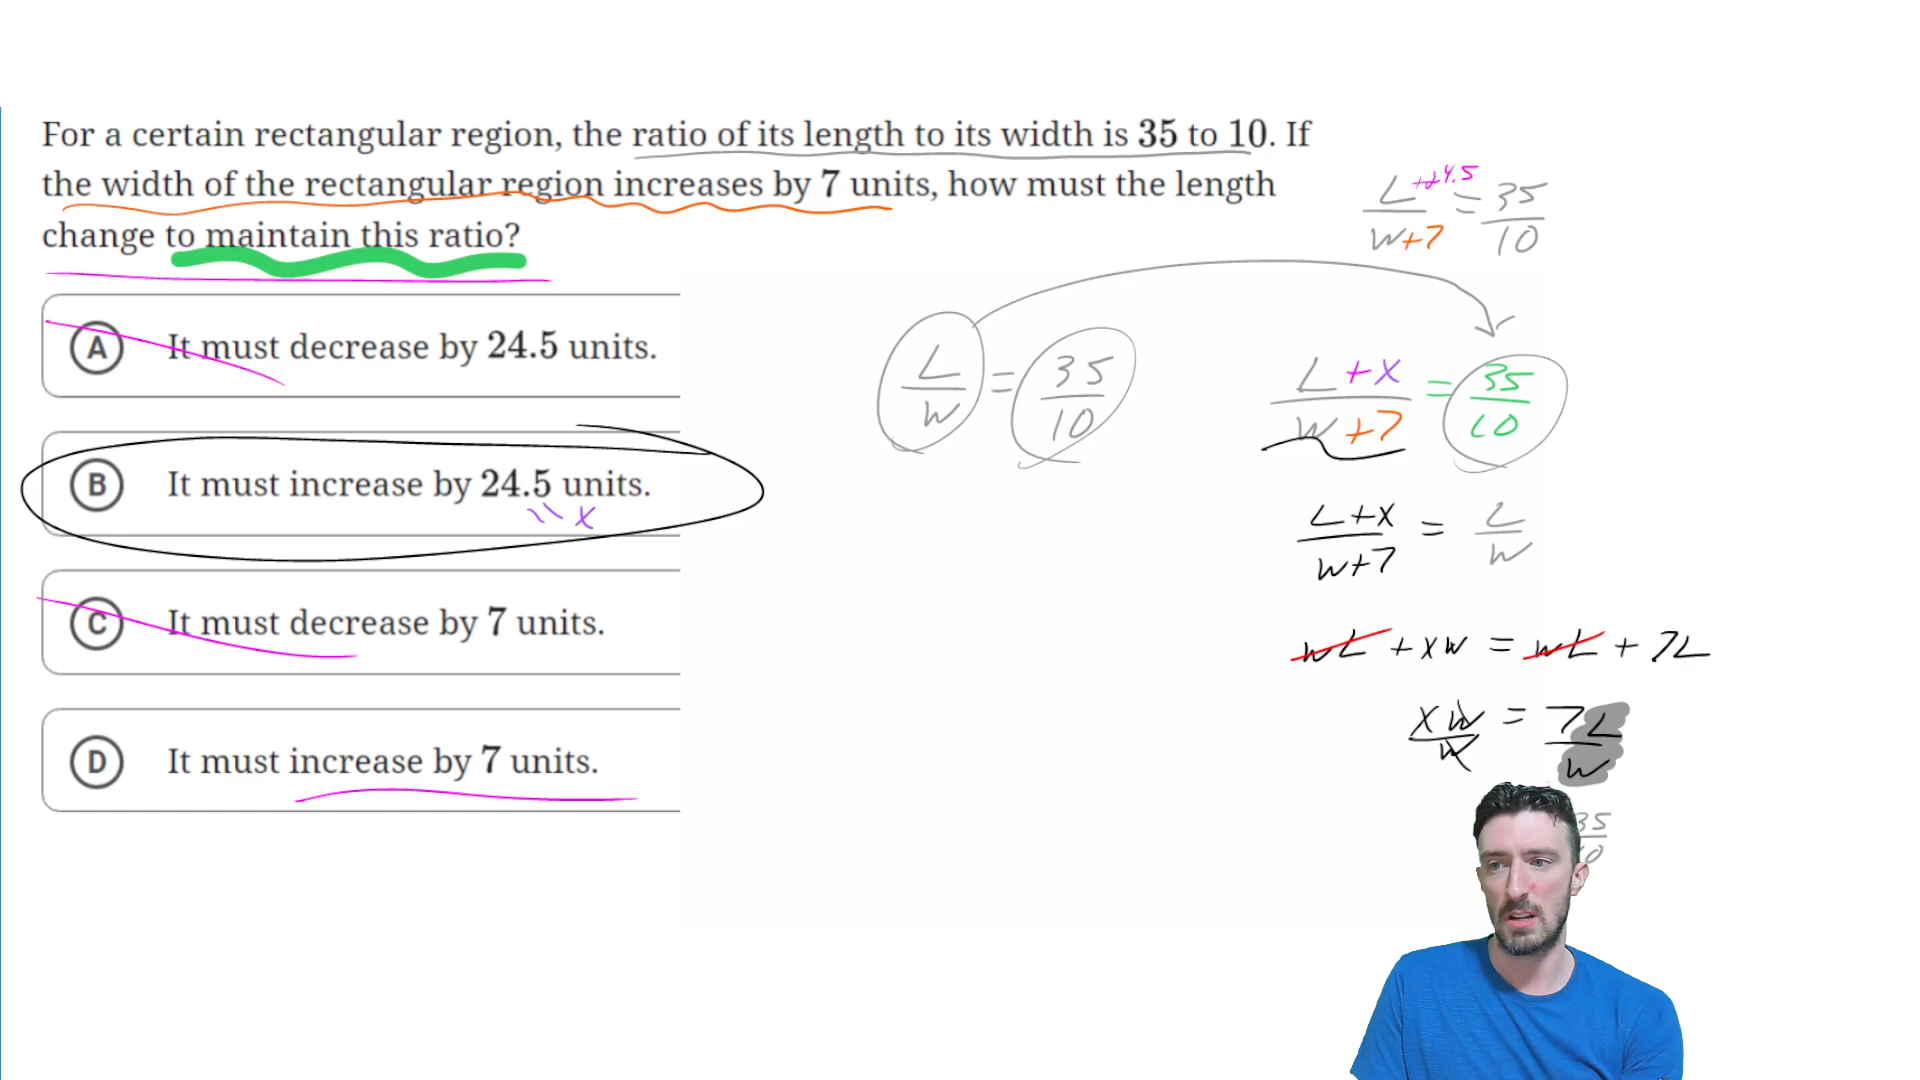 For a certain rectangular region, the ratio of its length to its width is 35 to 10. If
the width of the rectangular region increases by 7 units, how must the length
change to maintain this ratio?
A It must decrease by 24.5 units.
B It must increase by 24.5 units.
" x
C It must decrease by 7 units.
D It must increase by 7 units.
L +24.5 / W+7 = 35 / 10
L / W = 35 / 10
L +x / W +7 = 35 / 10
L +x / W+7 = L / W
WL + xW = WL + 7L
xW / W = 7L / W
35